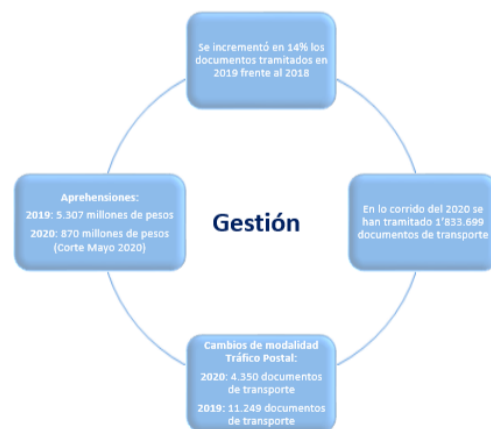 Se incrementó en 14% los
documentos tramitados en
2019 frente al 2018
Aprehensiones:
2019: 5.307 millones de pesos
2020: 870 millones de pesos
(Corte Mayo 2020)
Gestión
En lo corrido del 2020 se
han tramitado 1'833.699
documentos de transporte
Cambios de modalidad
Tráfico Postal:
2020: 4.350 documentos
de transporte
2019: 11.249 documentos
de transporte